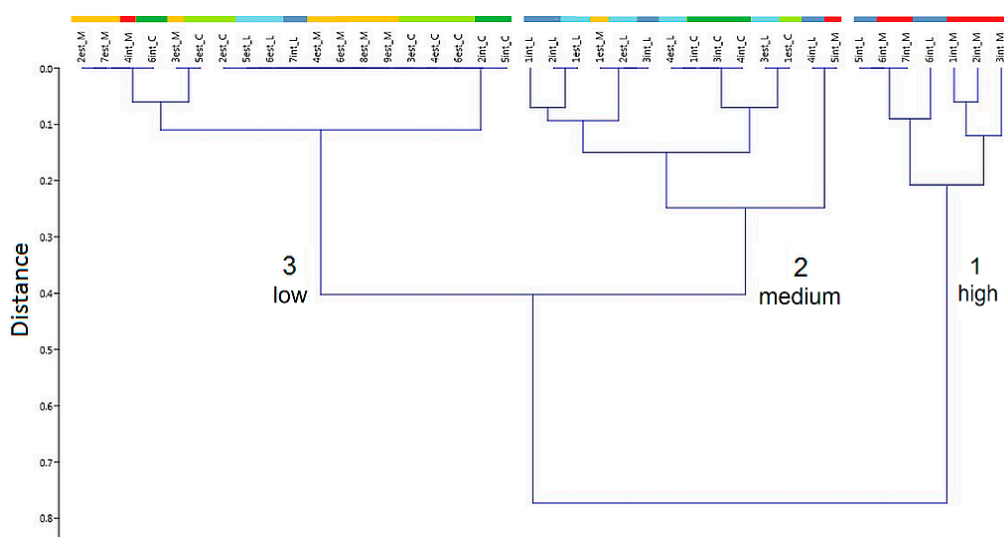 2est_M
7est_M
4int_M
6int_C
3est_M
5est_C
2est_C
5est_L
6est_L
7int_L
4est_M
6est_M
8est_M
9est_M
3est_C
4est_C
6est_C
2int_C
5int_C
1int_L
2int_L
1est_L
1est_M
2est_L
3int_L
4est_L
1int_C
3int_C
4int_C
3est_L
1est_C
4int_L
5int_M
5int_L
6int_M
7int_M
6int_L
1int_M
2int_M
3int_M
0.0
0.1
0.2
0.3
0.4
0.5
0.6
0.7
0.8
Distance
3
low
2
medium
1
high